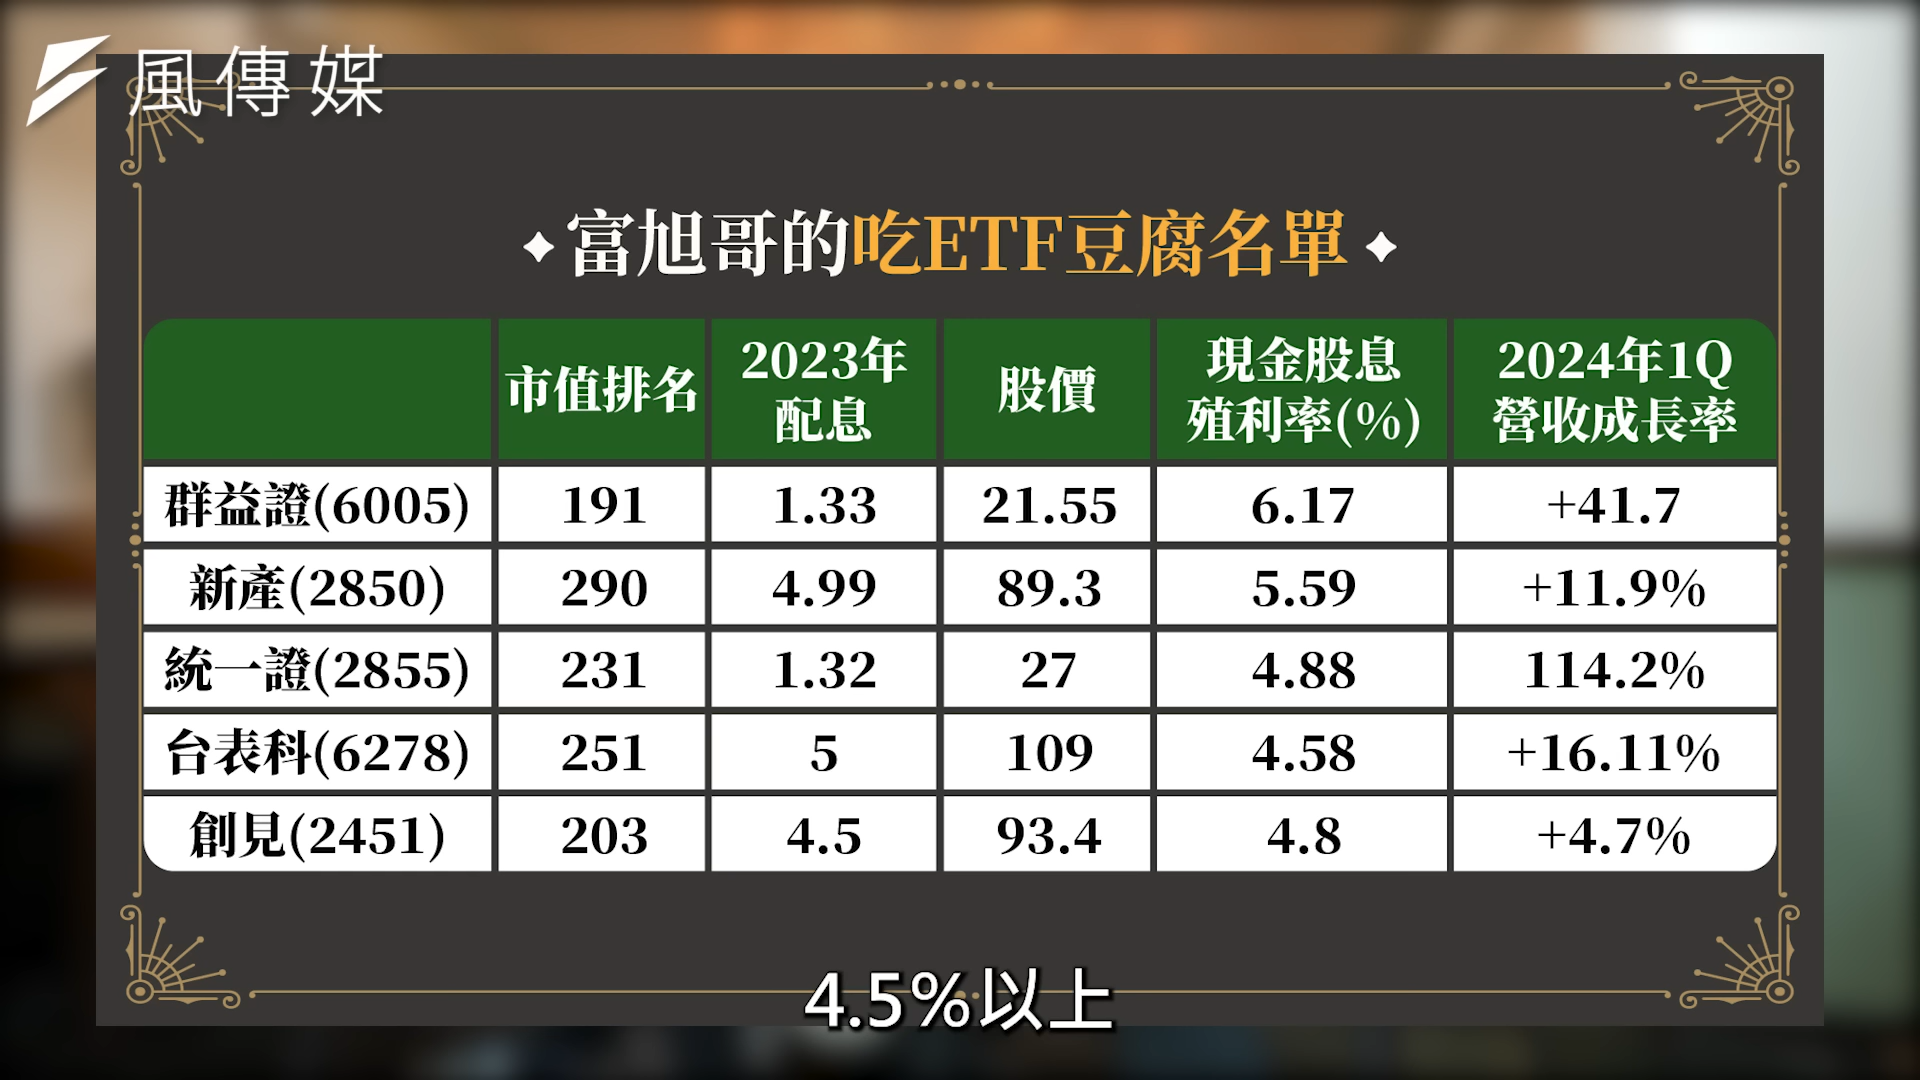 風傳媒
富旭哥的吃ETF豆腐名單
市值排名 2023年配息 股價 現金股息殖利率(%) 2024年1Q營收成長率
群益證(6005) 191 1.33 21.55 6.17 +41.7
新產(2850) 290 4.99 89.3 5.59 +11.9%
統一證(2855) 231 1.32 27 4.88 114.2%
台表科(6278) 251 5 109 4.58 +16.11%
創見(2451) 203 4.5 93.4 4.8 +4.7%
4.5%以上